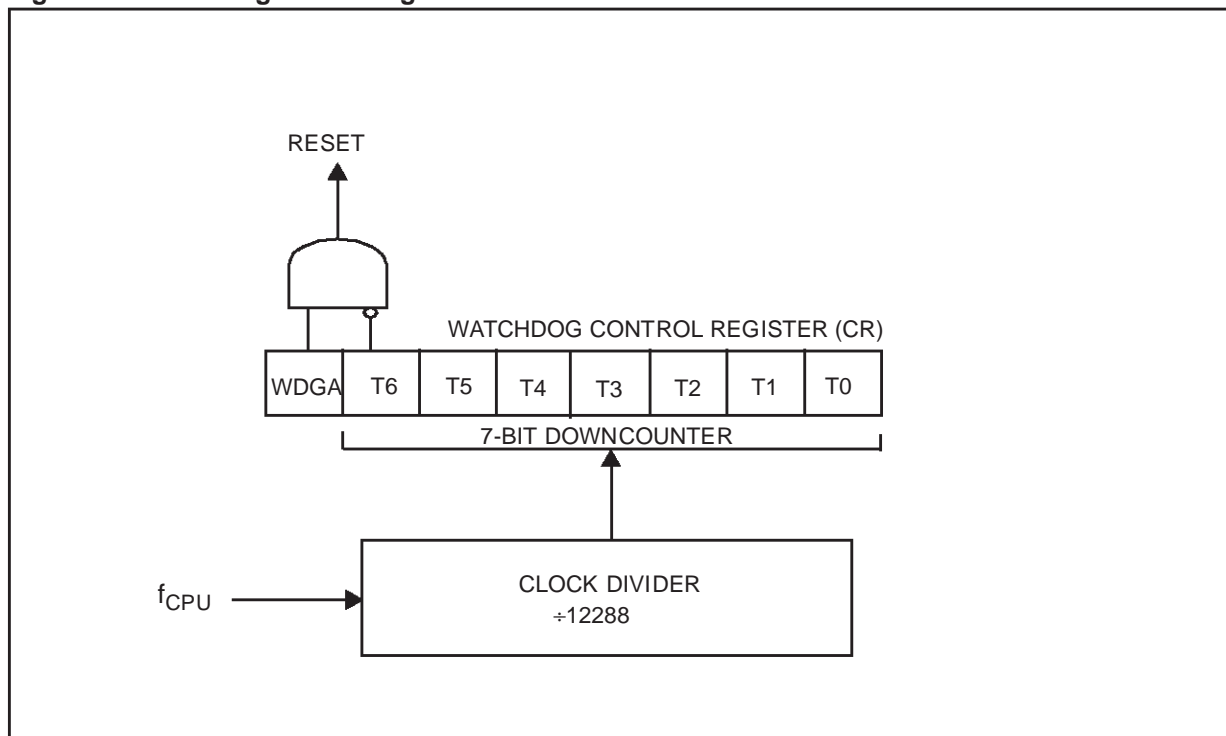 RESET
WATCHDOG CONTROL REGISTER (CR)
WDGA T6 T5 T4 T3 T2 T1 T0
7-BIT DOWNCOUNTER
fCPU
CLOCK DIVIDER
÷12288